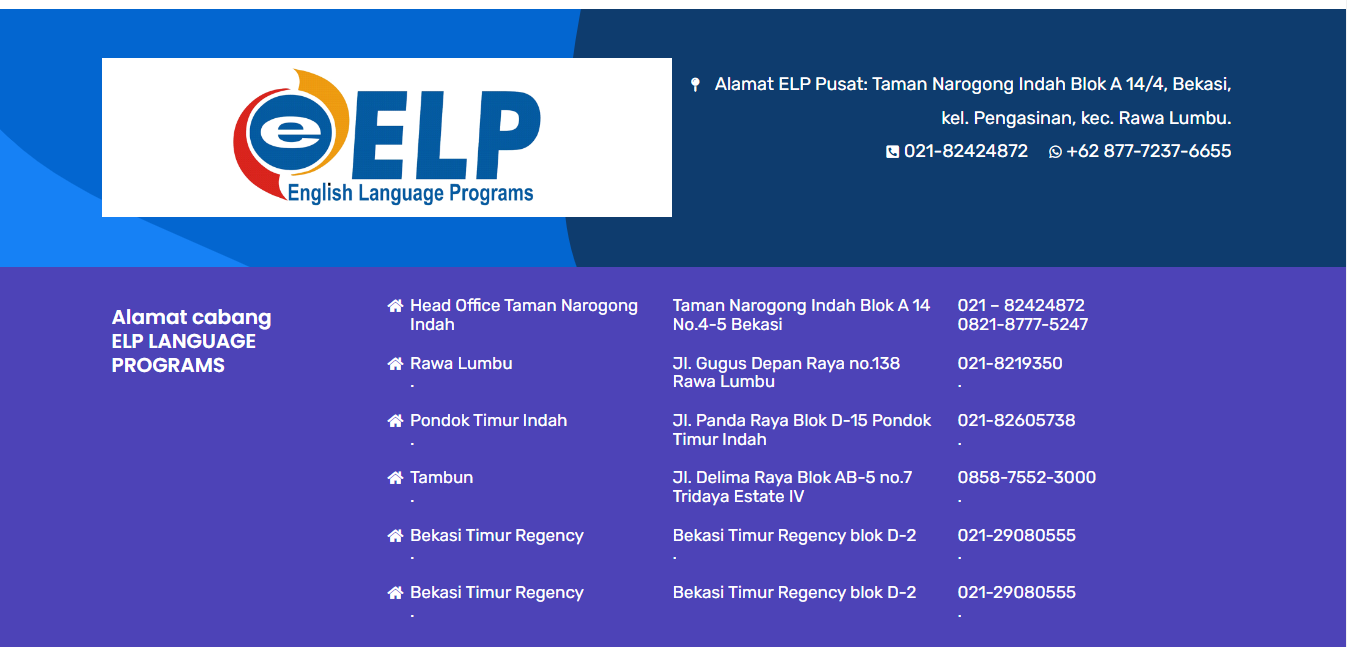 e ELP
English Language Programs
Alamat ELP Pusat: Taman Narogong Indah Blok A 14/4, Bekasi,
kel. Pengasinan, kec. Rawa Lumbu.
021-82424872 +62 877-7237-6655
Alamat cabang
ELP LANGUAGE
PROGRAMS
Head Office Taman Narogong
Indah
Taman Narogong Indah Blok A 14
No.4-5 Bekasi
021 – 82424872
0821-8777-5247
Rawa Lumbu
.
Jl. Gugus Depan Raya no.138
Rawa Lumbu
021-8219350
.
Pondok Timur Indah
.
Jl. Panda Raya Blok D-15 Pondok
Timur Indah
021-82605738
.
Tambun
.
Jl. Delima Raya Blok AB-5 no.7
Tridaya Estate IV
0858-7552-3000
.
Bekasi Timur Regency
.
Bekasi Timur Regency blok D-2
.
021-29080555
.
Bekasi Timur Regency
.
Bekasi Timur Regency blok D-2
021-29080555
.